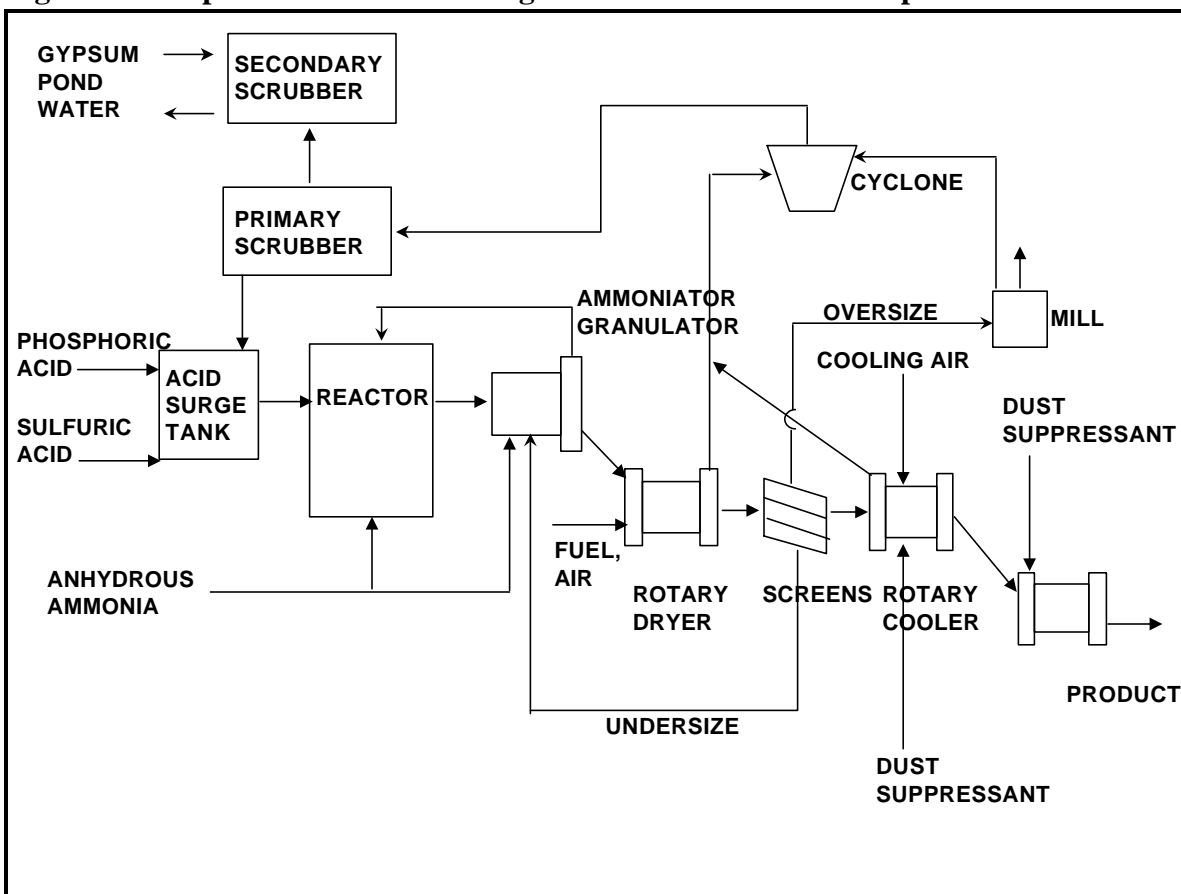 GYPSUM
POND
WATER
SECONDARY
SCRUBBER
CYCLONE
PRIMARY
SCRUBBER
AMMONIATOR
GRANULATOR
OVERSIZE
MILL
PHOSPHORIC
ACID
ACID
SURGE
TANK
REACTOR
COOLING AIR
DUST
SUPPRESSANT
SULFURIC
ACID
FUEL,
AIR
ANHYDROUS
AMMONIA
ROTARY
DRYER
SCREENS
ROTARY
COOLER
PRODUCT
UNDERSIZE
DUST
SUPPRESSANT